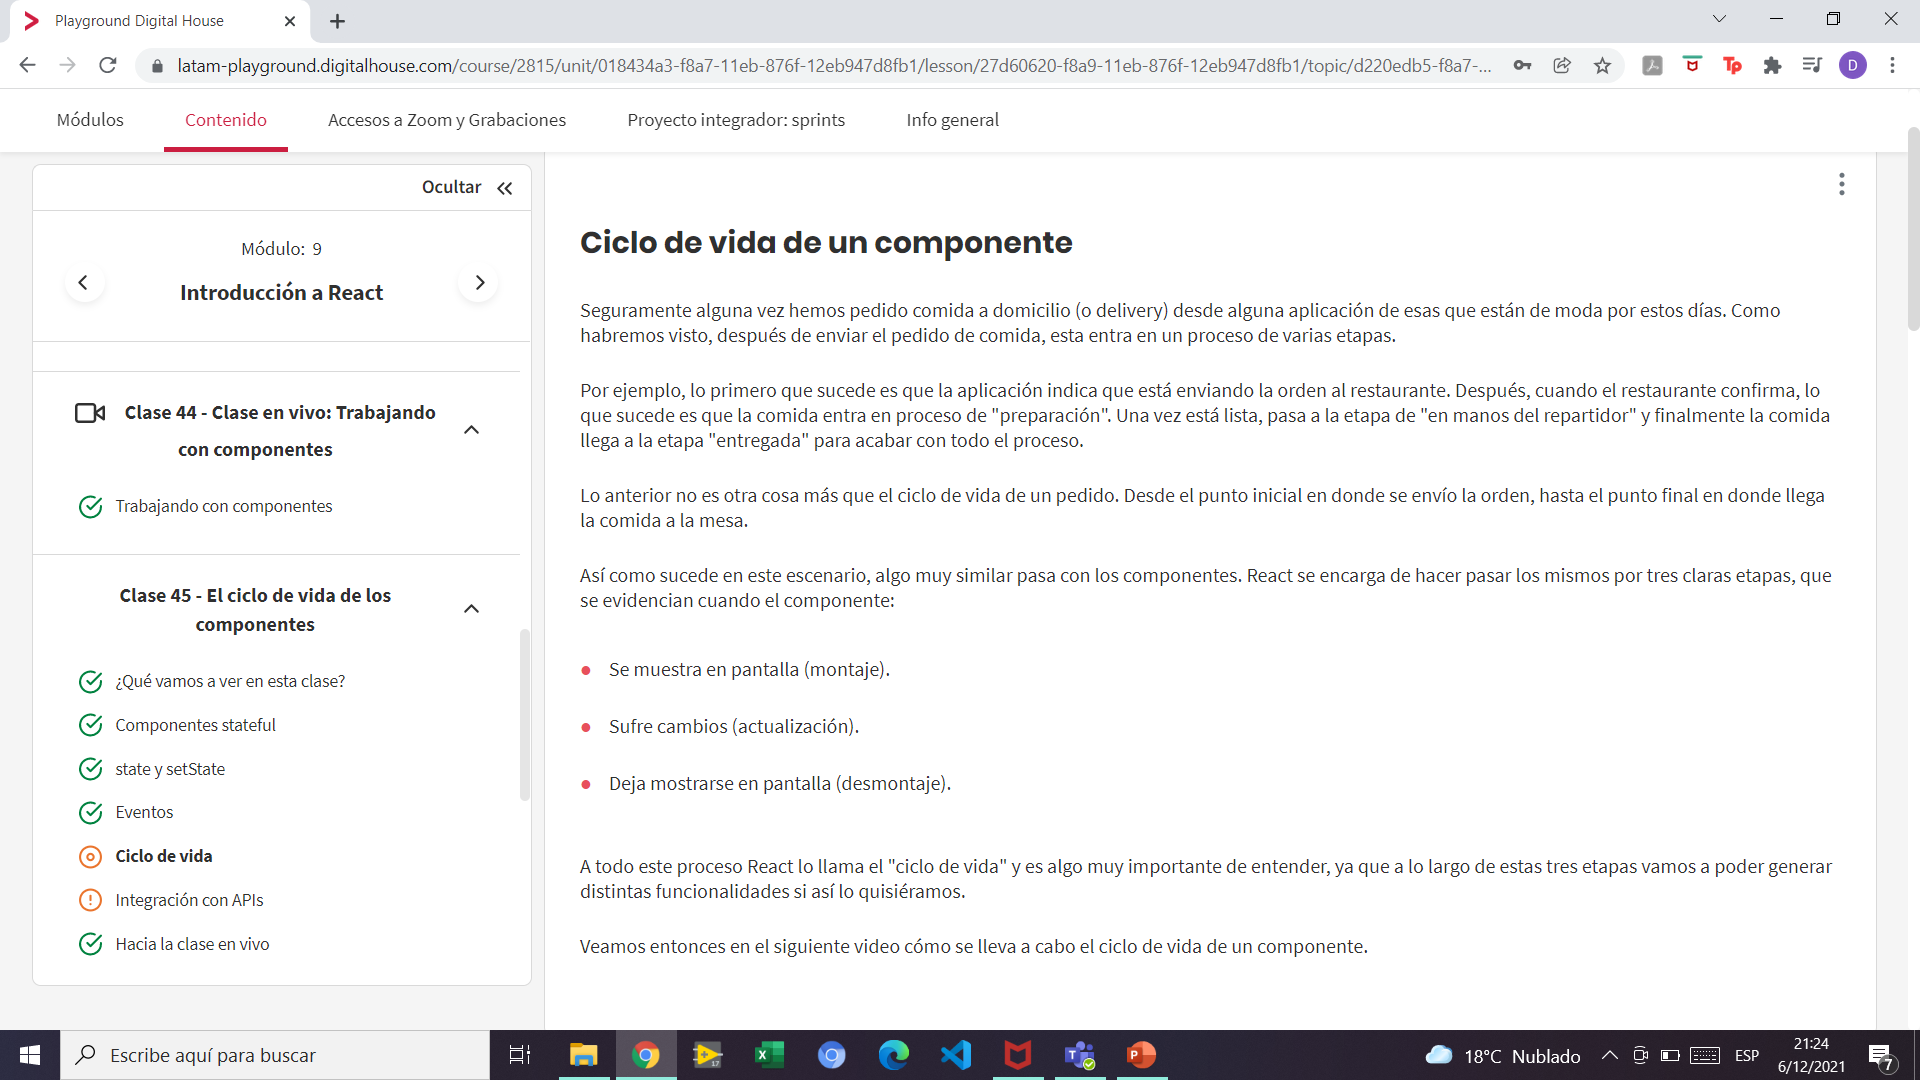 Playground Digital House
latam-playground.digitalhouse.com/course/2815/unit/018434a3-f8a7-11eb-876f-12eb947d8fb1/lesson/27d60620-f8a9-11eb-876f-12eb947d8fb1/topic/d220edb5-f8a7-...
Tp
D
Módulos
Contenido
Accesos a Zoom y Grabaciones
Proyecto integrador: sprints
Info general
Ocultar
Módulo: 9
Introducción a React
Clase 44 - Clase en vivo: Trabajando
con componentes
Trabajando con componentes
Clase 45 - El ciclo de vida de los
componentes
¿Qué vamos a ver en esta clase?
Componentes stateful
state y setState
Eventos
Ciclo de vida
Integración con APIs
Hacia la clase en vivo
Ciclo de vida de un componente
Seguramente alguna vez hemos pedido comida a domicilio (o delivery) desde alguna aplicación de esas que están de moda por estos días. Como
habremos visto, después de enviar el pedido de comida, esta entra en un proceso de varias etapas.
Por ejemplo, lo primero que sucede es que la aplicación indica que está enviando la orden al restaurante. Después, cuando el restaurante confirma, lo
que sucede es que la comida entra en proceso de "preparación". Una vez está lista, pasa a la etapa de "en manos del repartidor" y finalmente la comida
llega a la etapa "entregada" para acabar con todo el proceso.
Lo anterior no es otra cosa más que el ciclo de vida de un pedido. Desde el punto inicial en donde se envío la orden, hasta el punto final en donde llega
la comida a la mesa.
Así como sucede en este escenario, algo muy similar pasa con los componentes. React se encarga de hacer pasar los mismos por tres claras etapas, que
se evidencian cuando el componente:
Se muestra en pantalla (montaje).
Sufre cambios (actualización).
Deja mostrarse en pantalla (desmontaje).
A todo este proceso React lo llama el "ciclo de vida" y es algo muy importante de entender, ya que a lo largo de estas tres etapas vamos a poder generar
distintas funcionalidades si así lo quisiéramos.
Veamos entonces en el siguiente video cómo se lleva a cabo el ciclo de vida de un componente.
Escribe aquí para buscar
17
18°C Nublado
ESP
21:24
6/12/2021
7